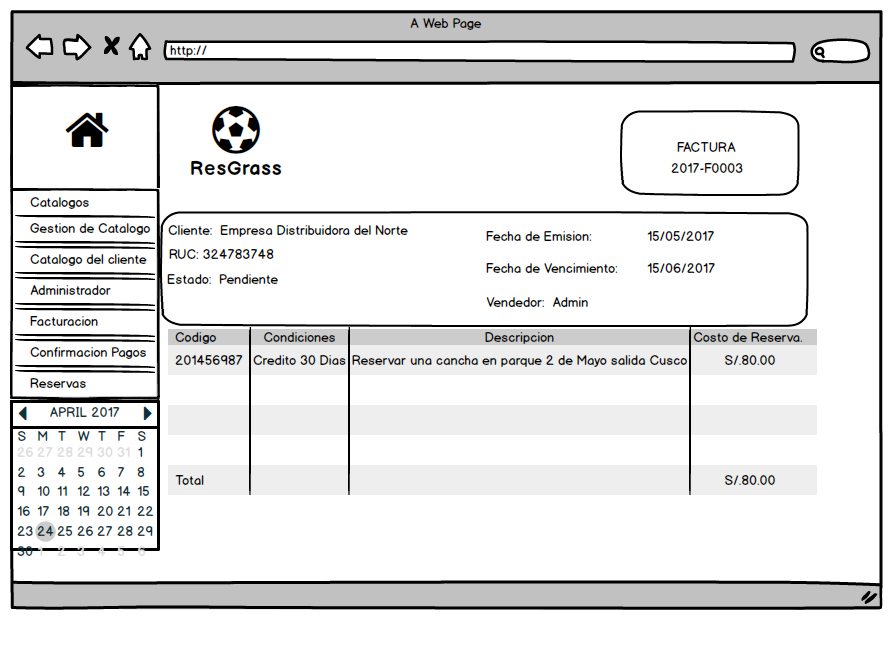 A Web Page
http://
ResGrass
FACTURA
2017-F0003
Catalogos
Gestion de Catalogo
Catalogo del cliente
Administrador
Facturacion
Confirmacion Pagos
Reservas
APRIL 2017
S M T W T F S
26 27 28 29 30 31 1
2 3 4 5 6 7 8
9 10 11 12 13 14 15
16 17 18 19 20 21 22
23 24 25 26 27 28 29
30 1 2 3 4 5 6
Cliente: Empresa Distribuidora del Norte
RUC: 324783748
Estado: Pendiente
Fecha de Emision: 15/05/2017
Fecha de Vencimiento: 15/06/2017
Vendedor: Admin
Codigo Condiciones Descripcion Costo de Reserva.
201456987 Credito 30 Dias Reservar una cancha en parque 2 de Mayo salida Cusco S/.80.00
Total S/.80.00